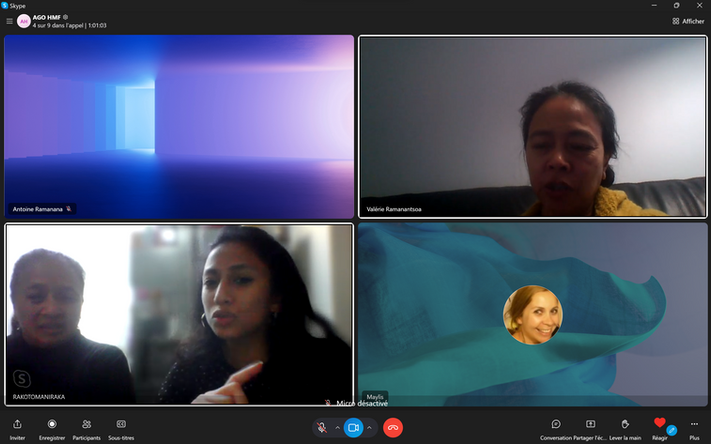 Skype
AH
AGO HMF
4 sur 9 dans l'appel | 1:01:03
Afficher
Antoine Ramanana
Valérie Ramanantsoa
RAKOTOMANIRAKA
Maylis
Micro désactivé
Inviter
Enregistrer
Participants
Sous-titres
Conversation
Partager l'éc...
Lever la main
Réagir
Plus